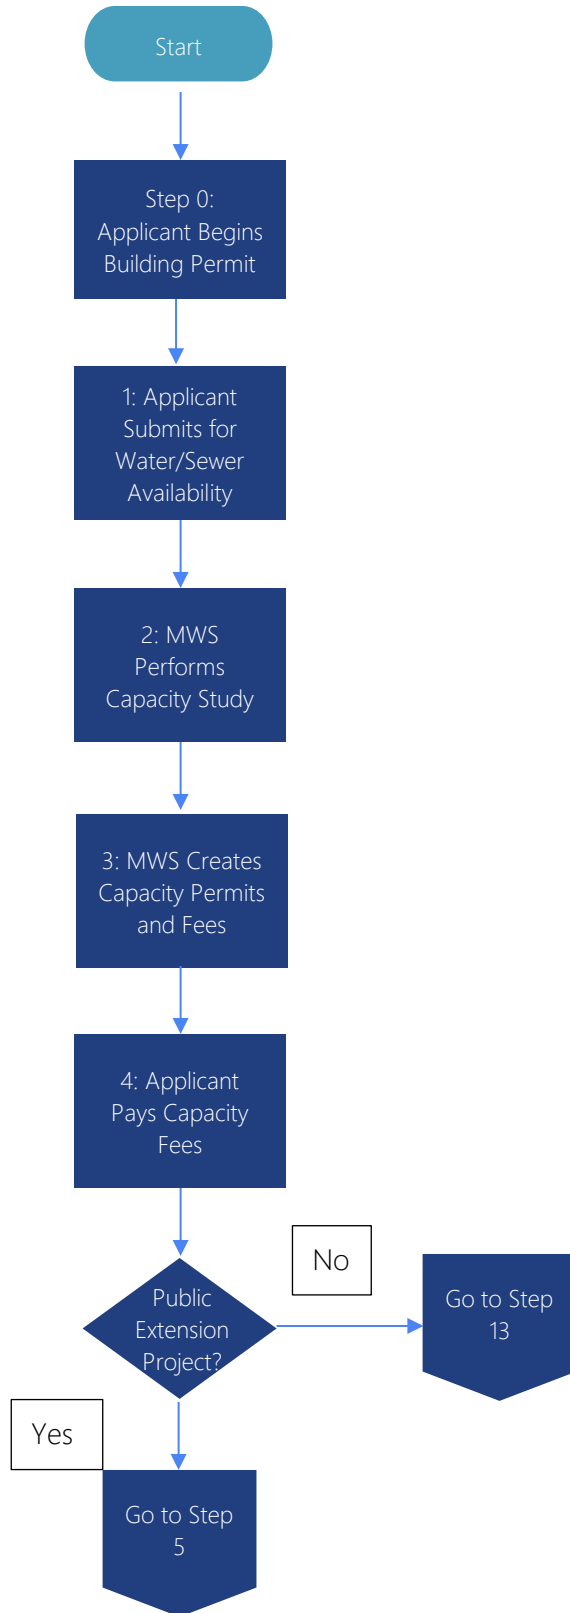 Start
Step 0:
Applicant Begins
Building Permit
1: Applicant
Submits for
Water/Sewer
Availability
2: MWS
Performs
Capacity Study
3: MWS Creates
Capacity Permits
and Fees
4: Applicant
Pays Capacity
Fees
No
Public
Extension
Project?
Go to Step
13
Yes
Go to Step
5